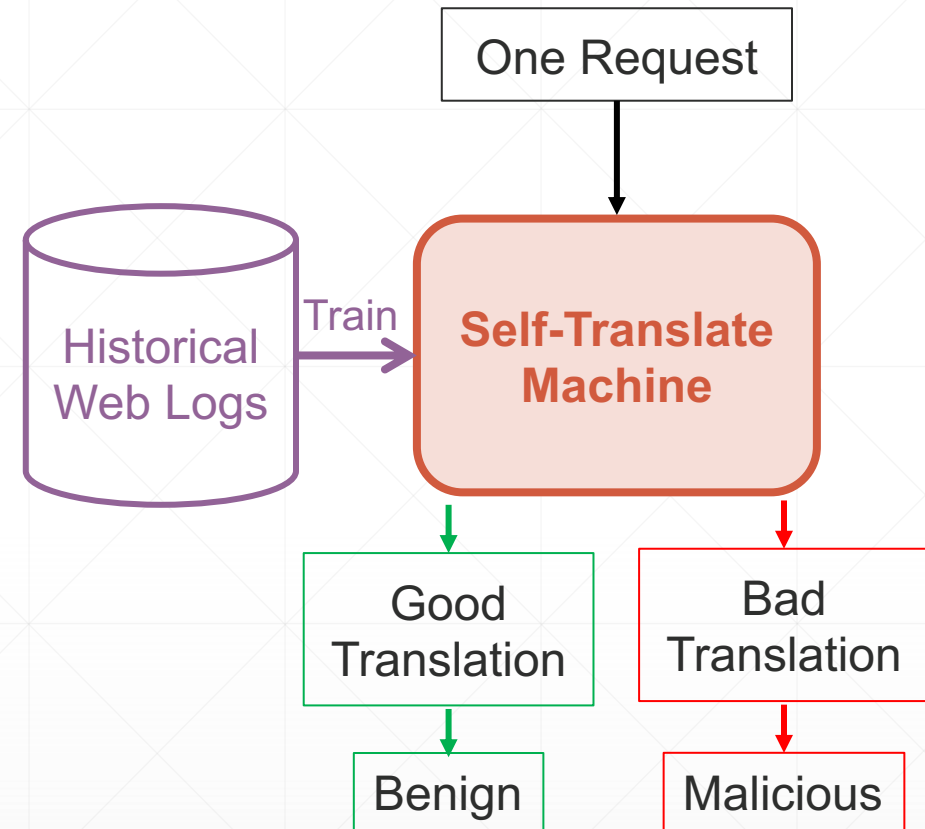 One Request
Historical
Web Logs
Train
Self-Translate
Machine
Good
Translation
Bad
Translation
Benign
Malicious